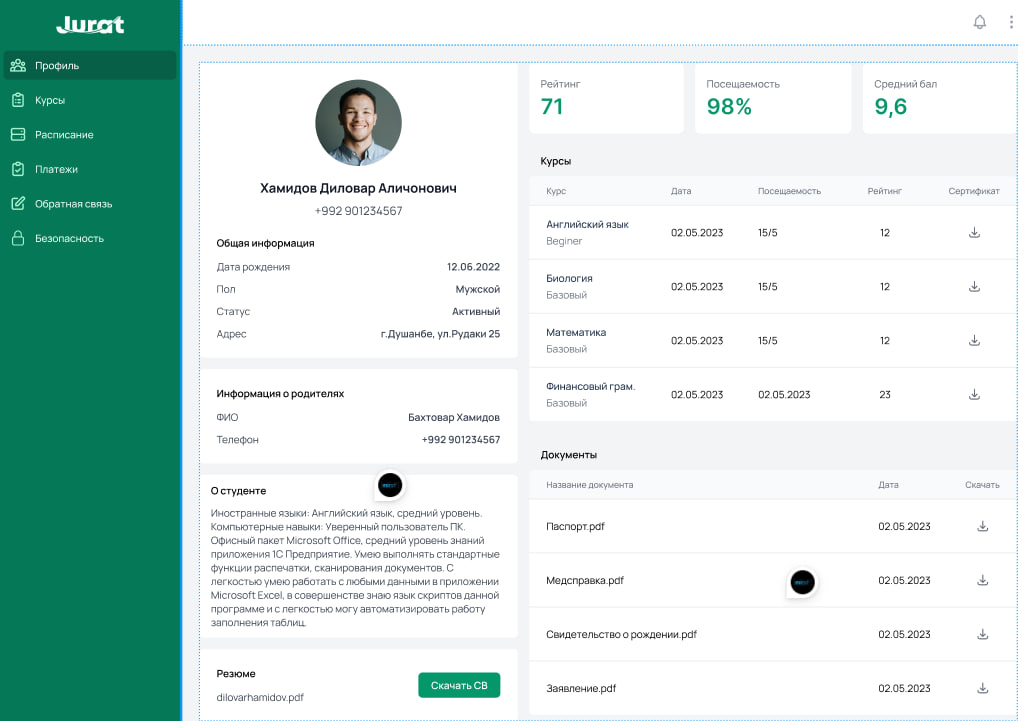 Jurat
Профиль
Курсы
Расписание
Платежи
Обратная связь
Безопасность
Хамидов Диловар Аличонович
+992 901234567
Общая информация
Дата рождения 12.06.2022
Пол Мужской
Статус Активный
Адрес г.Душанбе, ул.Рудаки 25
Информация о родителях
ФИО Бахтовар Хамидов
Телефон +992 901234567
О студенте
Иностранные языки: Английский язык, средний уровень.
Компьютерные навыки: Уверенный пользователь ПК.
Офисный пакет Microsoft Office, средний уровень знаний
приложения 1С Предприятие. Умею выполнять стандартные
функции распечатки, сканирования документов. С
легкостью умею работать с любыми данными в приложении
Microsoft Excel, в совершенстве знаю язык скриптов данной
программе и с легкостью могу автоматизировать работу
заполнения таблиц.
Резюме
dilovarhamidov.pdf
Скачать СВ
Рейтинг
71
Посещаемость
98%
Средний бал
9,6
Курсы
Курс Дата Посещаемость Рейтинг Сертификат
Английский язык
Beginer
02.05.2023 15/5 12
Биология
Базовый
02.05.2023 15/5 12
Математика
Базовый
02.05.2023 15/5 12
Финансовый грам.
Базовый
02.05.2023 02.05.2023 23
Документы
Название документа Дата Скачать
Паспорт.pdf 02.05.2023
Медсправка.pdf 02.05.2023
Свидетельство о рождении.pdf 02.05.2023
Заявление.pdf 02.05.2023